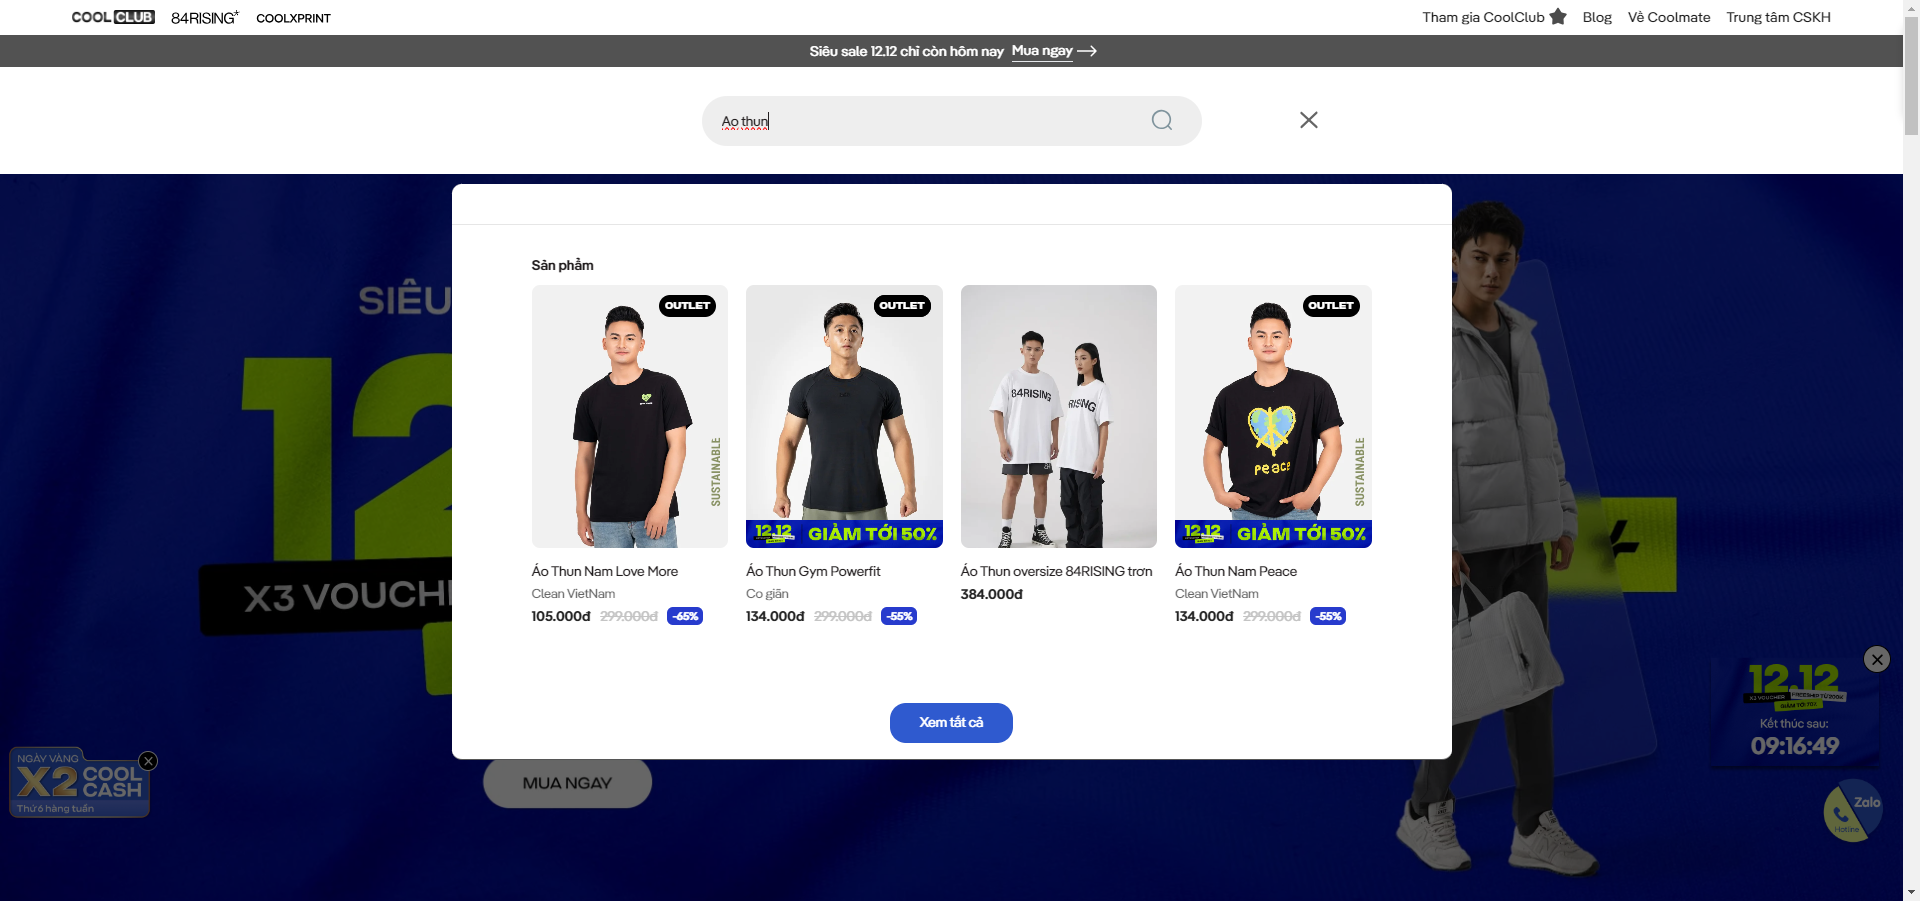 COOLCLUB 84RISING* COOLXPRINT Tham gia CoolClub Blog Về Coolmate Trung tâm CSKH
Siêu sale 12.12 chỉ còn hôm nay Mua ngay
Ao thun
Sản phẩm
OUTLET
SUSTAINABLE
OUTLET
12.12 GIẢM TỚI 50%
84RISING
RISING
OUTLET
Peace
SUSTAINABLE
12.12 GIẢM TỚI 50%
Áo Thun Nam Love More
Clean VietNam
105.000đ 299.000đ -65%
Áo Thun Gym Powerfit
Co giãn
134.000đ 299.000đ -55%
Áo Thun oversize 84RISING trơn
384.000đ
Áo Thun Nam Peace
Clean VietNam
134.000đ 299.000đ -55%
Xem tất cả
SIÊU
12
X3 VOUCH
MUA NGAY
NGÀY VÀNG
X2 COOL CASH
Thứ 6 hàng tuần
12.12
X3 VOUCHER
Kết thúc sau:
09:16:49
Zalo
Hotline